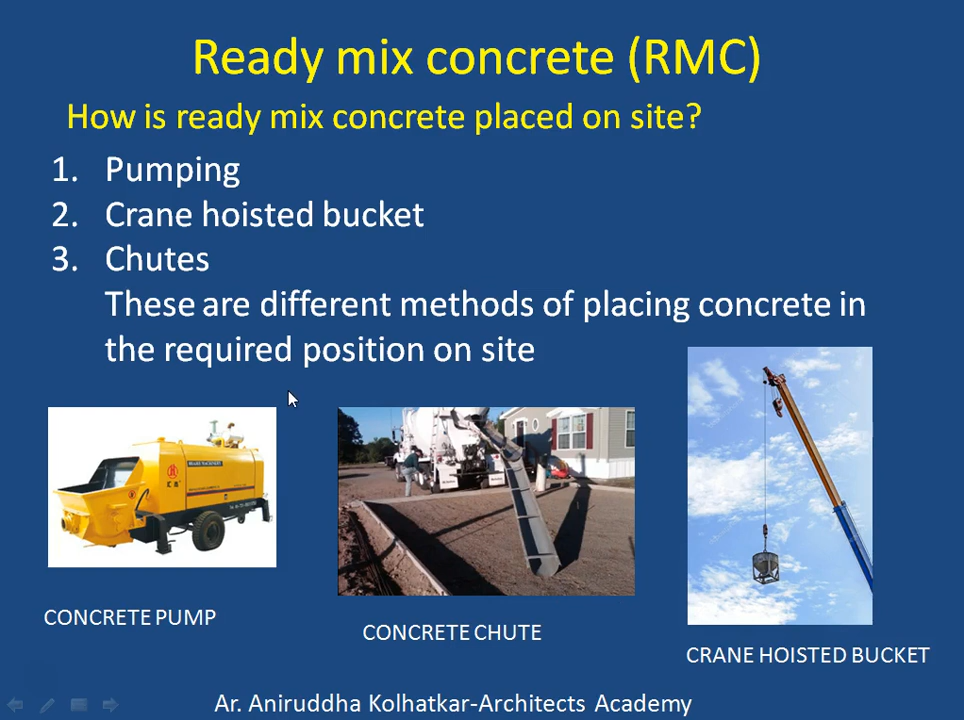 Ready mix concrete (RMC)
How is ready mix concrete placed on site?
1. Pumping
2. Crane hoisted bucket
3. Chutes
These are different methods of placing concrete in
the required position on site
CONCRETE PUMP
CONCRETE CHUTE
CRANE HOISTED BUCKET
Ar. Aniruddha Kolhatkar-Architects Academy